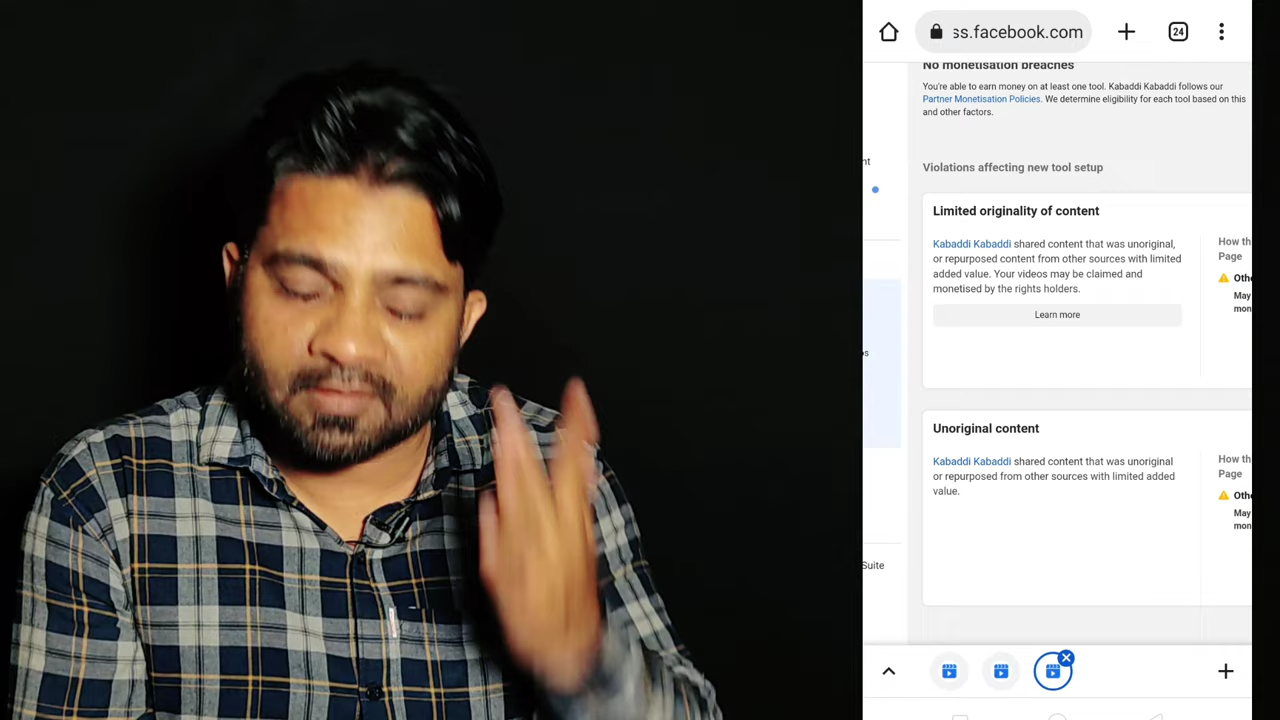 ss.facebook.com
24
No monetisation breaches
You're able to earn money on at least one tool. Kabaddi Kabaddi follows our
Partner Monetisation Policies. We determine eligibility for each tool based on this
and other factors.
nt
Violations affecting new tool setup
Limited originality of content
Kabaddi Kabaddi shared content that was unoriginal,
or repurposed content from other sources with limited
added value. Your videos may be claimed and
monetised by the rights holders.
Learn more
How th
Page
Othe
May
mon
os
Unoriginal content
Kabaddi Kabaddi shared content that was unoriginal
or repurposed from other sources with limited added
value.
How th
Page
Othe
May
mon
Suite